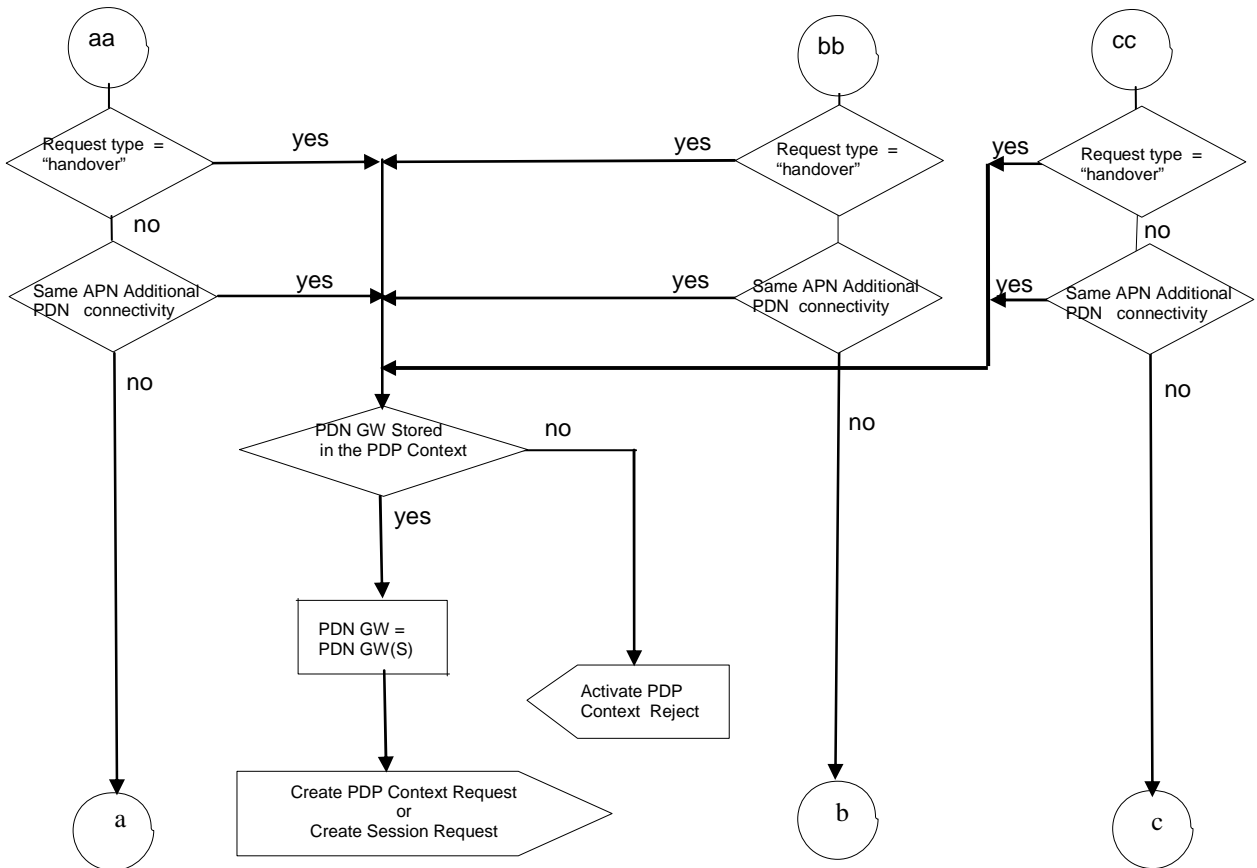 aa
bb
cc
Request type =
“handover”
yes
yes
Request type =
“handover”
yes
Request type =
“handover”
no
no
Same APN Additional
PDN connectivity
yes
yes
Same APN Additional
PDN connectivity
yes
Same APN Additional
PDN connectivity
no
no
no
PDN GW Stored
in the PDP Context
no
yes
PDN GW =
PDN GW(S)
Activate PDP
Context Reject
Create PDP Context Request
or
Create Session Request
a
b
c